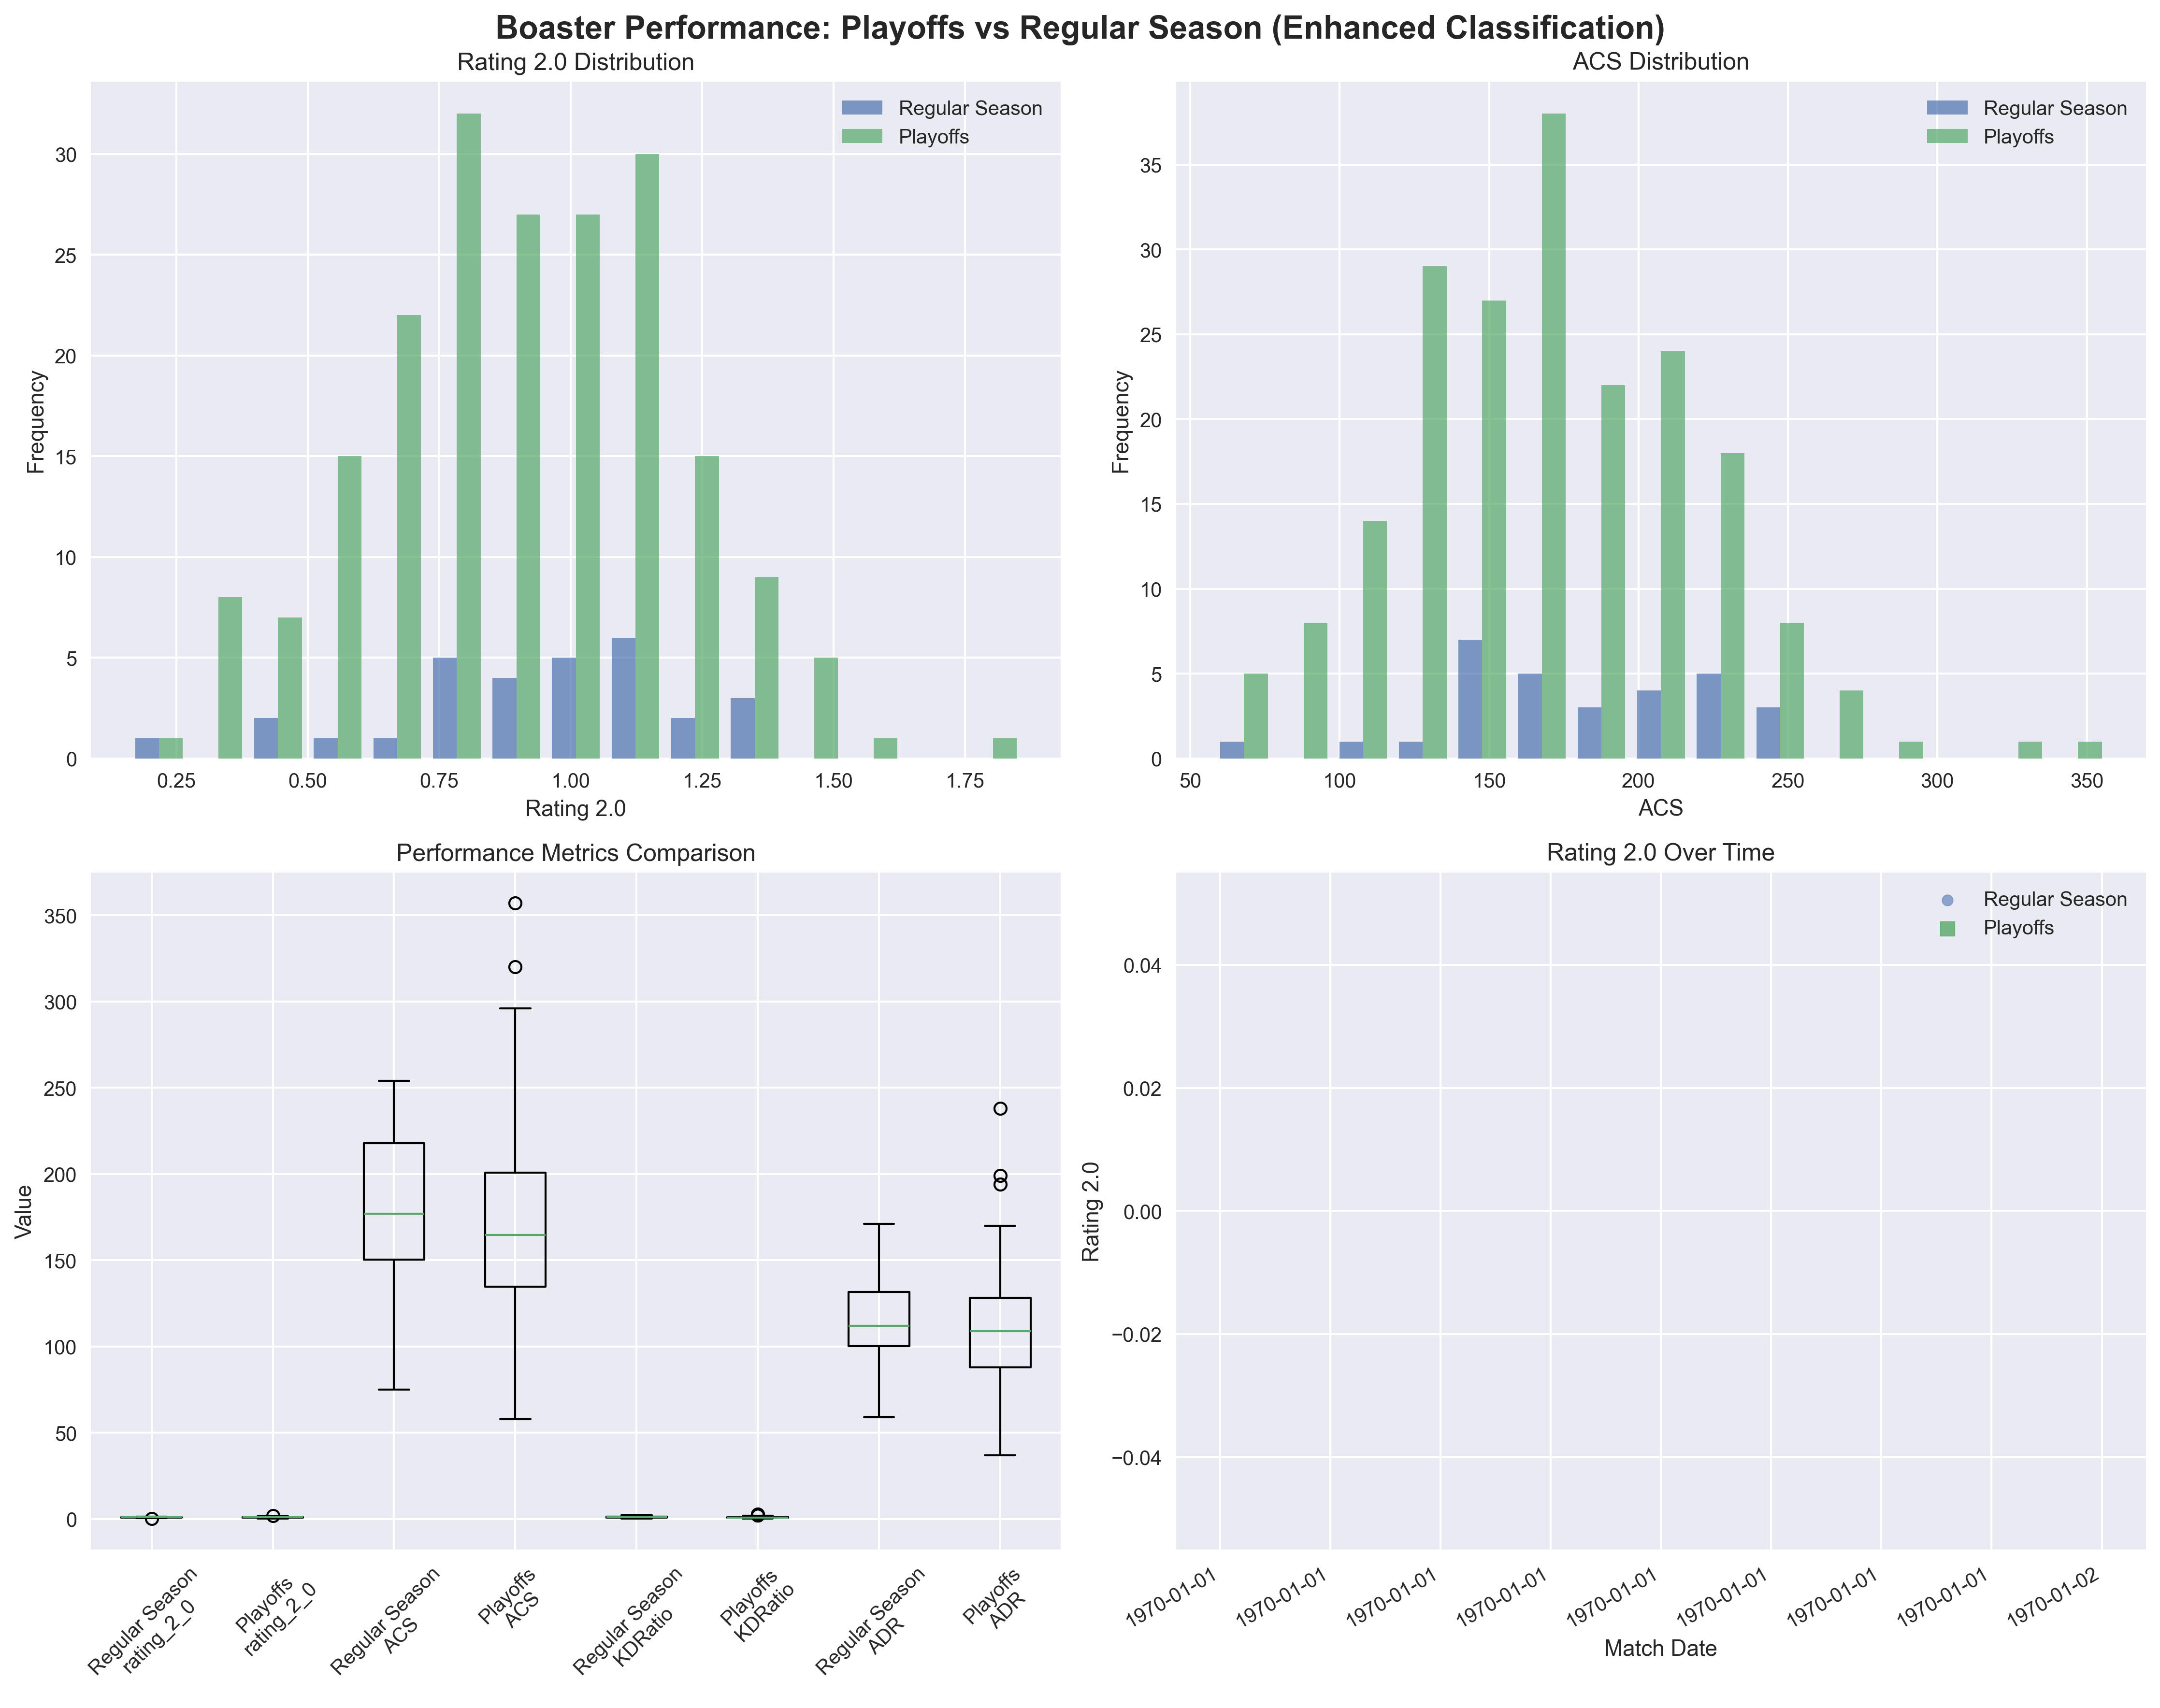 Boaster Performance: Playoffs vs Regular Season (Enhanced Classification)
Rating 2.0 Distribution
Regular Season
Playoffs
Frequency
30
25
20
15
10
5
0
0.25 0.50 0.75 1.00 1.25 1.50 1.75
Rating 2.0
ACS Distribution
Regular Season
Playoffs
Frequency
35
30
25
20
15
10
5
0
50 100 150 200 250 300 350
ACS
Performance Metrics Comparison
Value
350
300
250
200
150
100
50
0
Regular Season
rating_2_0
Playoffs
rating_2_0
Regular Season
ACS
Playoffs
ACS
Regular Season
KDRatio
Playoffs
KDRatio
Regular Season
ADR
Playoffs
ADR
Rating 2.0 Over Time
Regular Season
Playoffs
Rating 2.0
0.04
0.02
0.00
−0.02
−0.04
1970-01-01 1970-01-01 1970-01-01 1970-01-01 1970-01-01 1970-01-01 1970-01-01 1970-01-01 1970-01-02
Match Date